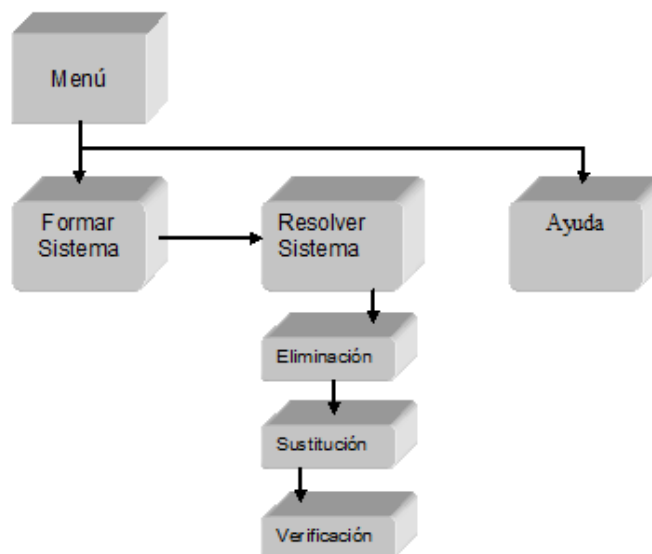 Menú
Formar
Sistema
Resolver
Sistema
Ayuda
Eliminación
Sustitución
Verificación